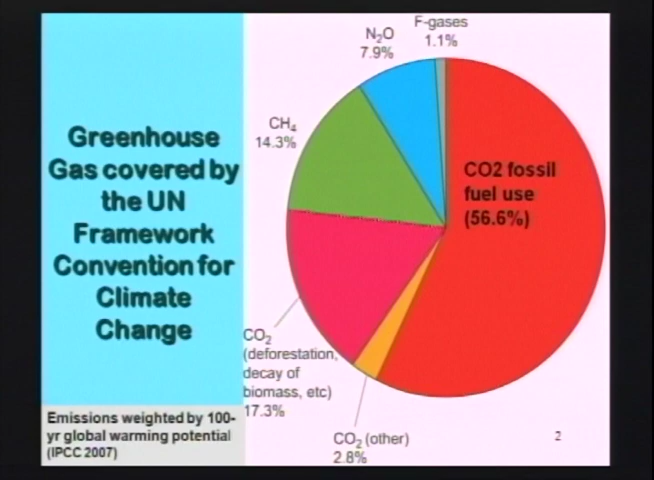 Greenhouse
Gas covered by
the UN
Framework
Convention for
Climate
Change
Emissions weighted by 100-
yr global warming potential
(IPCC 2007)
F-gases
1.1%
N₂O
7.9%
CH₄
14.3%
CO2 fossil
fuel use
(56.6%)
CO₂
(deforestation,
decay of
biomass, etc)
17.3%
CO₂ (other)
2.8%
2